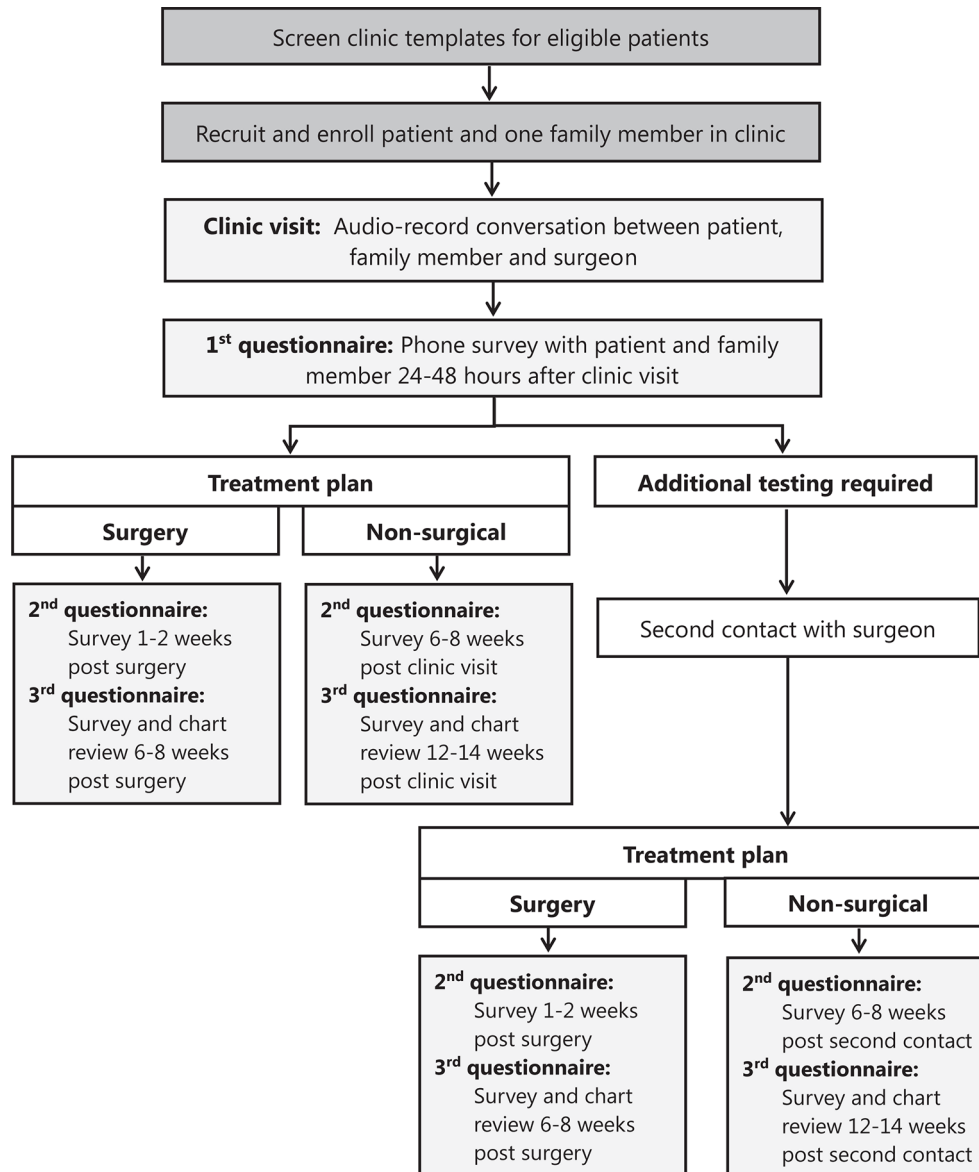 Screen clinic templates for eligible patients
Recruit and enroll patient and one family member in clinic
Clinic visit: Audio-record conversation between patient,
family member and surgeon
1st questionnaire: Phone survey with patient and family
member 24-48 hours after clinic visit
Treatment plan
Surgery
Non-surgical
2nd questionnaire:
Survey 1-2 weeks
post surgery
3rd questionnaire:
Survey and chart
review 6-8 weeks
post surgery
2nd questionnaire:
Survey 6-8 weeks
post clinic visit
3rd questionnaire:
Survey and chart
review 12-14 weeks
post clinic visit
Additional testing required
Second contact with surgeon
Treatment plan
Surgery
Non-surgical
2nd questionnaire:
Survey 1-2 weeks
post surgery
3rd questionnaire:
Survey and chart
review 6-8 weeks
post surgery
2nd questionnaire:
Survey 6-8 weeks
post second contact
3rd questionnaire:
Survey and chart
review 12-14 weeks
post second contact